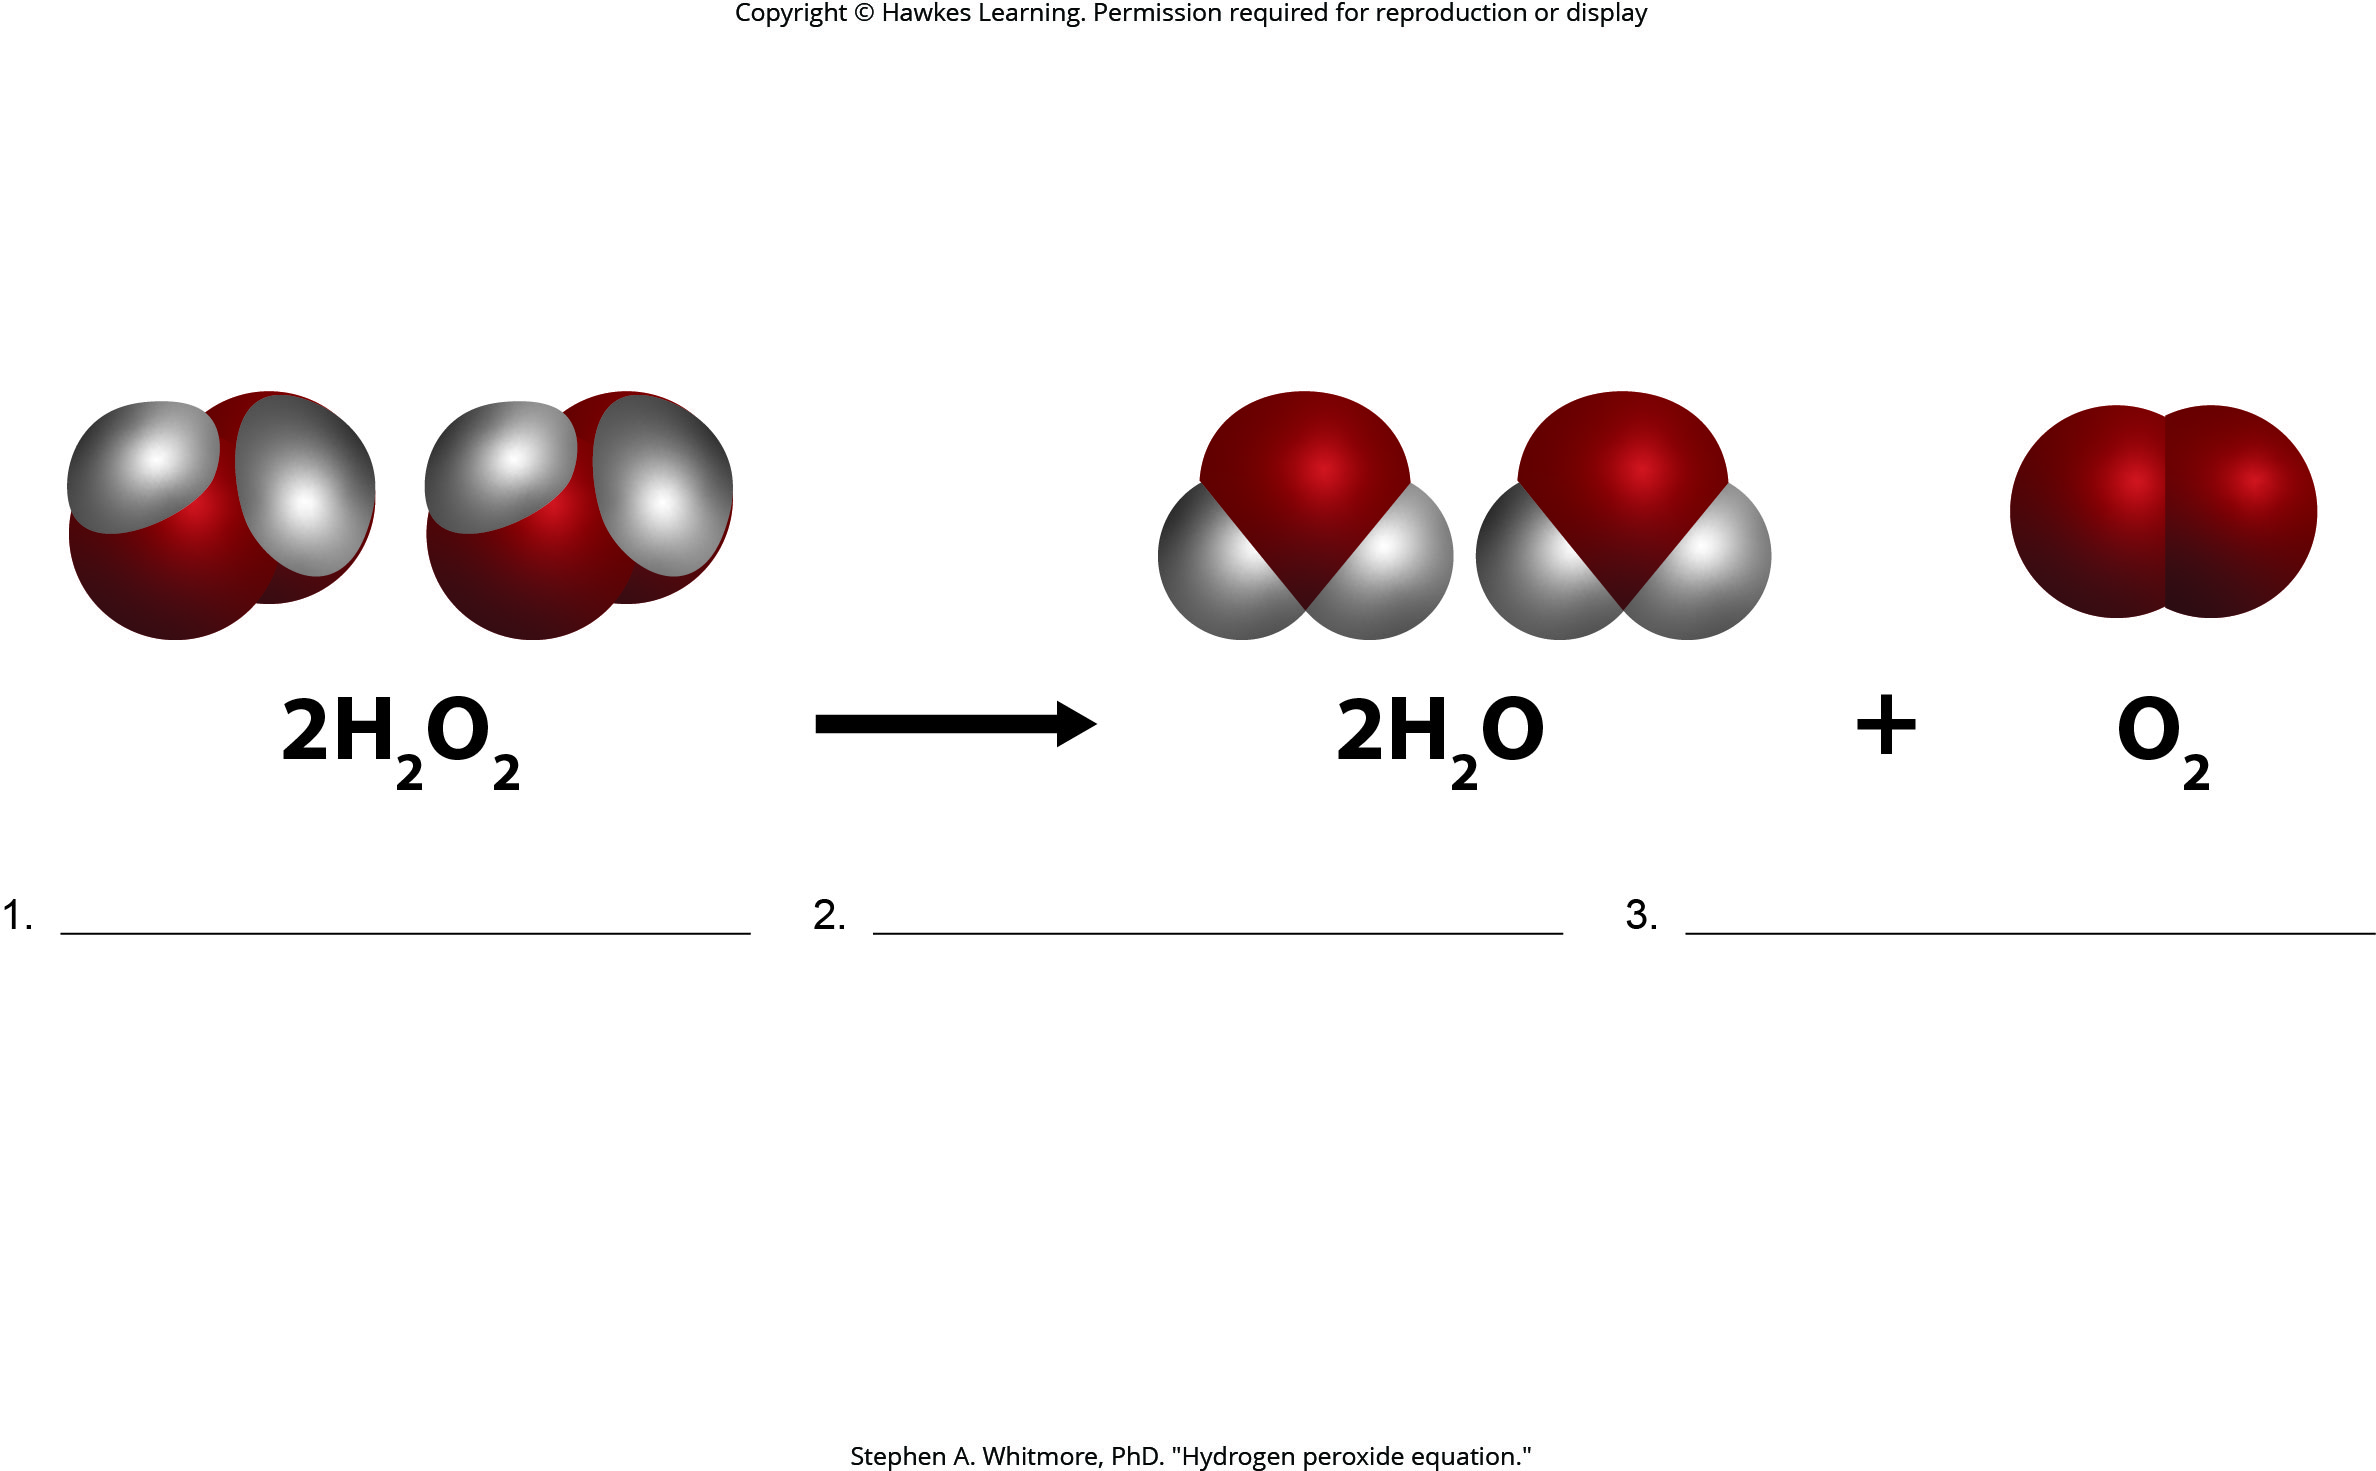 Copyright © Hawkes Learning. Permission required for reproduction or display
2H₂O₂ → 2H₂O + O₂
1. 2. 3.
Stephen A. Whitmore, PhD. "Hydrogen peroxide equation."